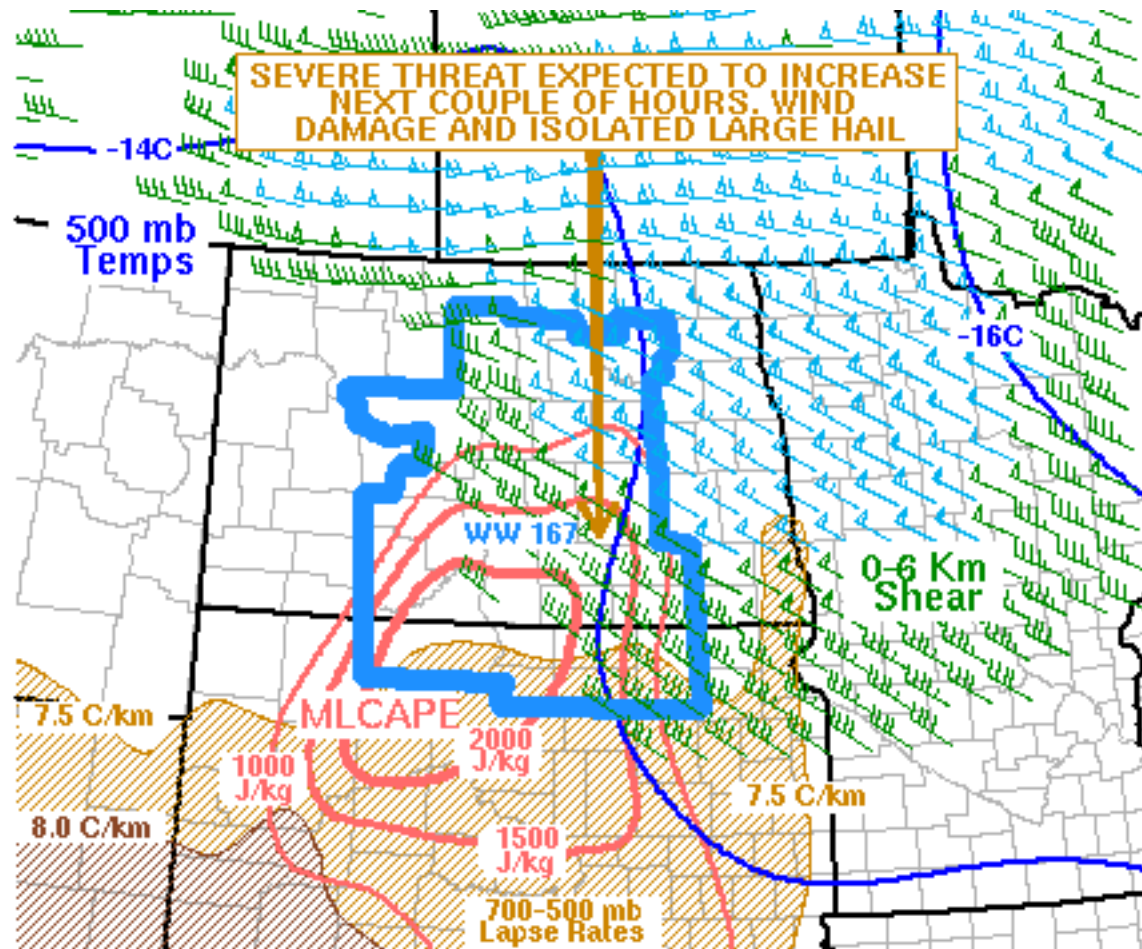 SEVERE THREAT EXPECTED TO INCREASE
NEXT COUPLE OF HOURS. WIND
DAMAGE AND ISOLATED LARGE HAIL
-14C
500 mb
Temps
-16C
WW 167
0-6 Km
Shear
7.5 C/km
MLCAPE
2000
J/kg
1000
J/kg
7.5 C/km
8.0 C/km
1500
J/kg
700-500 mb
Lapse Rates